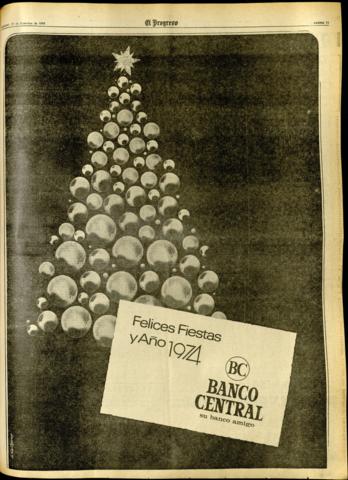 El Progreso
Felices Fiestas
y Año 1974
BC
BANCO
CENTRAL
su banco amigo